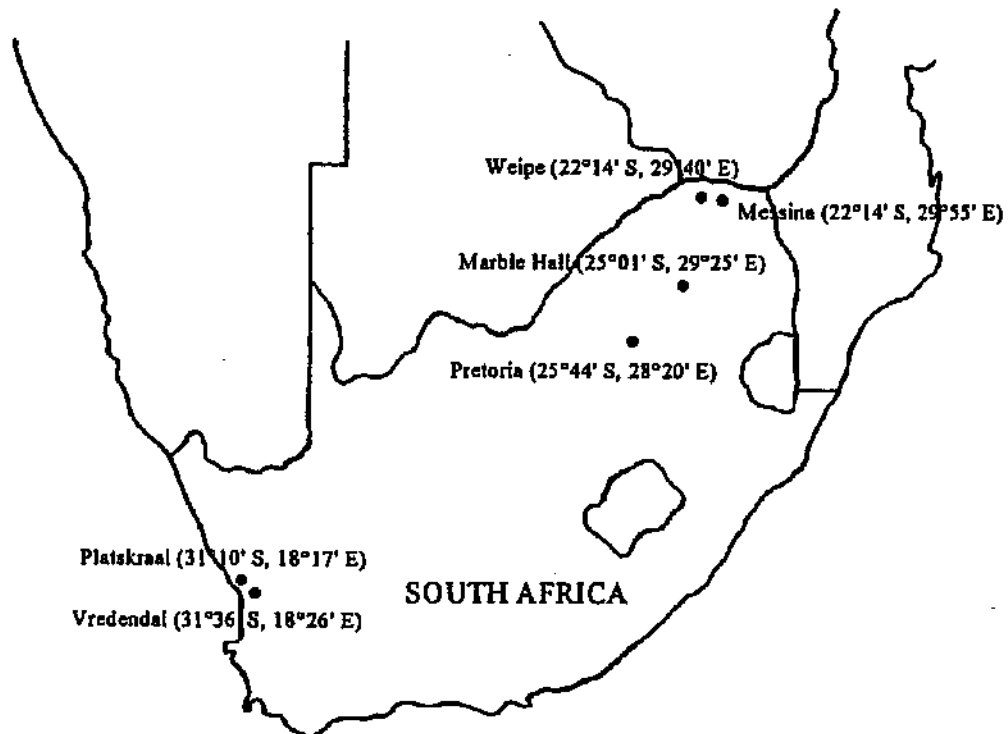 Weipe (22°14' S, 29°40' E)
Messina (22°14' S, 29°55' E)
Marble Hall (25°01' S, 29°25' E)
Pretoria (25°44' S, 28°20' E)
Platskraal (31°10' S, 18°17' E)
SOUTH AFRICA
Vredendal (31°36' S, 18°26' E)